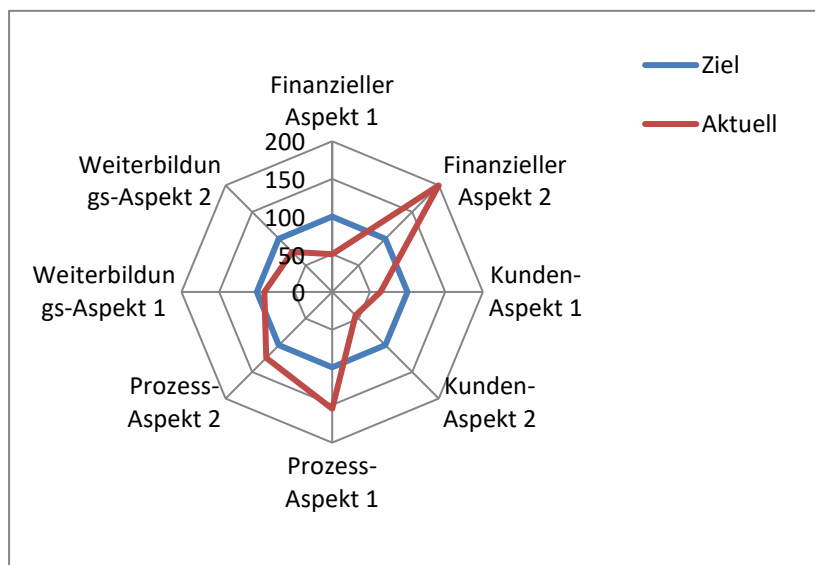 Ziel
Aktuell
Finanzieller
Aspekt 1
Finanzieller
Aspekt 2
Kunden-
Aspekt 1
Kunden-
Aspekt 2
Prozess-
Aspekt 1
Prozess-
Aspekt 2
Weiterbildun
gs-Aspekt 1
Weiterbildun
gs-Aspekt 2
200
150
100
50
0